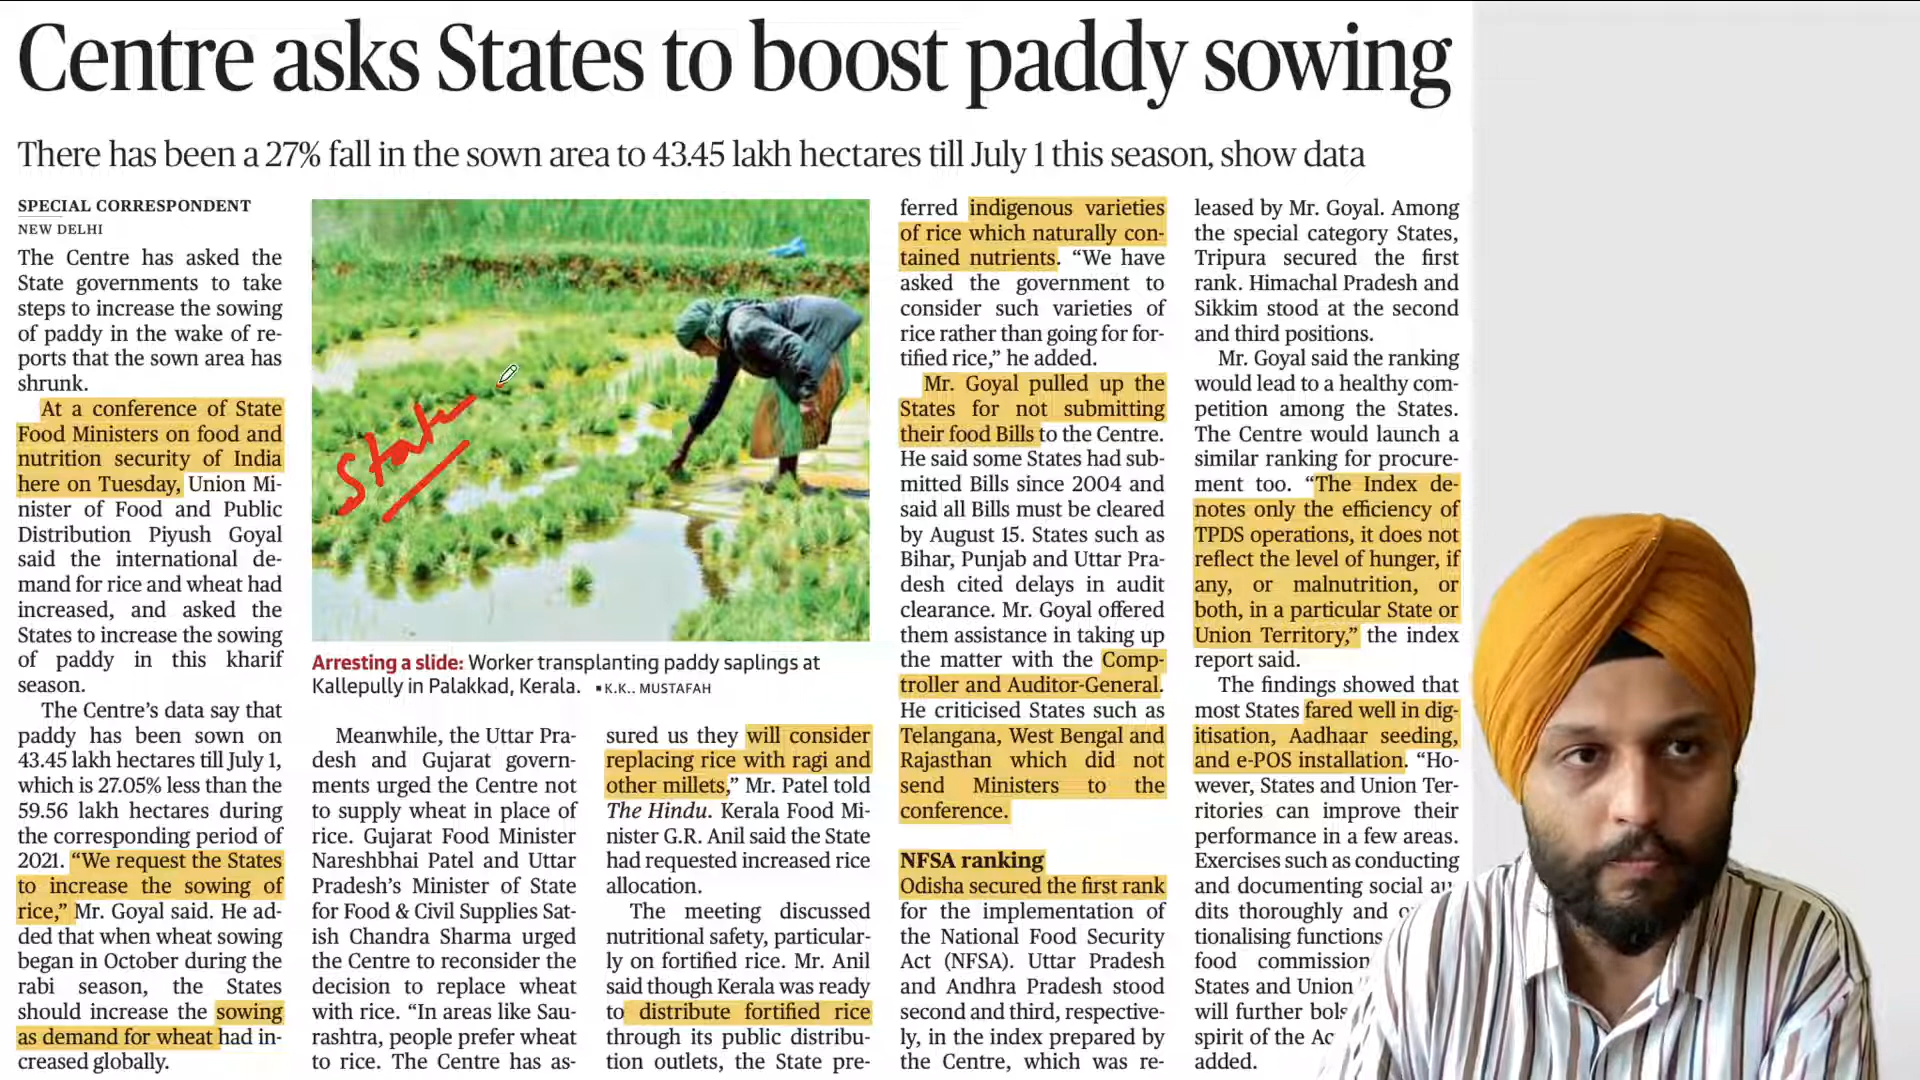 Centre asks States to boost paddy sowing
There has been a 27% fall in the sown area to 43.45 lakh hectares till July 1 this season, show data
SPECIAL CORRESPONDENT
NEW DELHI
The Centre has asked the
State governments to take
steps to increase the sowing
of paddy in the wake of re-
ports that the sown area has
shrunk.
At a conference of State
Food Ministers on food and
nutrition security of India
here on Tuesday, Union Mi-
nister of Food and Public
Distribution Piyush Goyal
said the international de-
mand for rice and wheat had
increased, and asked the
States to increase the sowing
of paddy in this kharif
season.
The Centre's data say that
paddy has been sown on
43.45 lakh hectares till July 1,
which is 27.05% less than the
59.56 lakh hectares during
the corresponding period of
2021. “We request the States
to increase the sowing of
rice,” Mr. Goyal said. He ad-
ded that when wheat sowing
began in October during the
rabi season, the States
should increase the sowing
as demand for wheat had in-
creased globally.
State
Arresting a slide: Worker transplanting paddy saplings at
Kallepully in Palakkad, Kerala. ▪ K.K.. MUSTAFAH
Meanwhile, the Uttar Pra-
desh and Gujarat govern-
ments urged the Centre not
to supply wheat in place of
rice. Gujarat Food Minister
Nareshbhai Patel and Uttar
Pradesh's Minister of State
for Food & Civil Supplies Sat-
ish Chandra Sharma urged
the Centre to reconsider the
decision to replace wheat
with rice. “In areas like Sau-
rashtra, people prefer wheat
to rice. The Centre has as-
sured us they will consider
replacing rice with ragi and
other millets,” Mr. Patel told
The Hindu. Kerala Food Mi-
nister G.R. Anil said the State
had requested increased rice
allocation.
The meeting discussed
nutritional safety, particular-
ly on fortified rice. Mr. Anil
said though Kerala was ready
to distribute fortified rice
through its public distribu-
tion outlets, the State pre-
ferred indigenous varieties
of rice which naturally con-
tained nutrients. “We have
asked the government to
consider such varieties of
rice rather than going for for-
tified rice,” he added.
Mr. Goyal pulled up the
States for not submitting
their food Bills to the Centre.
He said some States had sub-
mitted Bills since 2004 and
said all Bills must be cleared
by August 15. States such as
Bihar, Punjab and Uttar Pra-
desh cited delays in audit
clearance. Mr. Goyal offered
them assistance in taking up
the matter with the Comp-
troller and Auditor-General.
He criticised States such as
Telangana, West Bengal and
Rajasthan which did not
send Ministers to the
conference.
NFSA ranking
Odisha secured the first rank
for the implementation of
the National Food Security
Act (NFSA). Uttar Pradesh
and Andhra Pradesh stood
second and third, respective-
ly, in the index prepared by
the Centre, which was re-
leased by Mr. Goyal. Among
the special category States,
Tripura secured the first
rank. Himachal Pradesh and
Sikkim stood at the second
and third positions.
Mr. Goyal said the ranking
would lead to a healthy com-
petition among the States.
The Centre would launch a
similar ranking for procure-
ment too. “The Index de-
notes only the efficiency of
TPDS operations, it does not
reflect the level of hunger, if
any, or malnutrition, or
both, in a particular State or
Union Territory,” the index
report said.
The findings showed that
most States fared well in dig-
itisation, Aadhaar seeding,
and e-POS installation. “Ho-
wever, States and Union Ter-
ritories can improve their
performance in a few areas.
Exercises such as conducting
and documenting social au-
dits thoroughly and
tionalising functions
food commission
States and Union
will further bols
spirit of the
added.